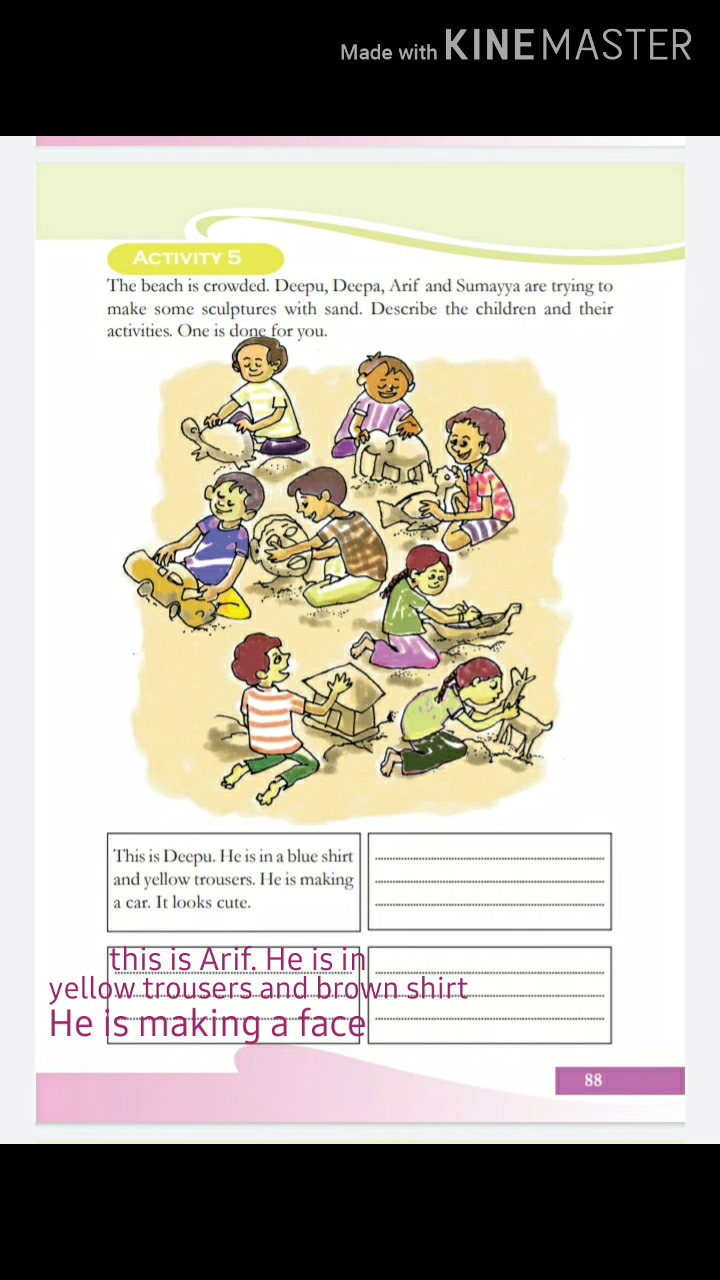 Made with KINEMASTER
ACTIVITY 5
The beach is crowded. Deepu, Deepa, Arif and Sumayya are trying to
make some sculptures with sand. Describe the children and their
activities. One is done for you.
This is Deepu. He is in a blue shirt
and yellow trousers. He is making
a car. It looks cute.
this is Arif. He is in
yellow trousers and brown shirt
He is making a face
88